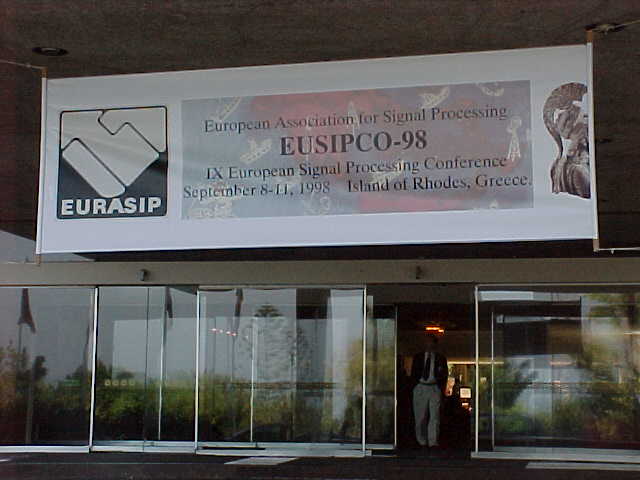 European Association for Signal Processing
EUSIPCO-98
IX European Signal Processing Conference
September 8-11, 1998 Island of Rhodes, Greece.
EURASIP